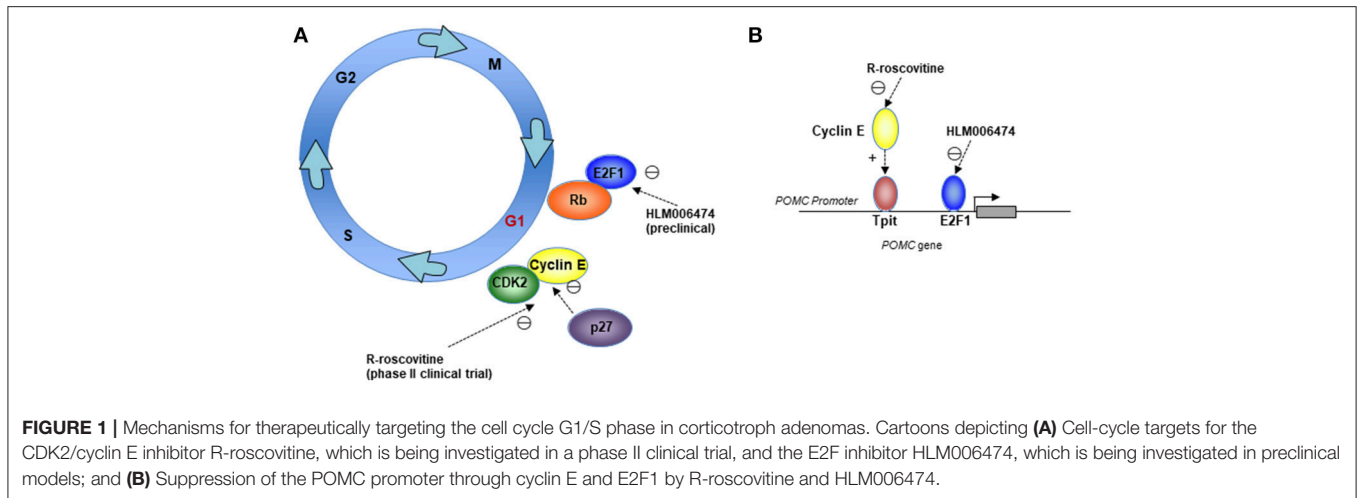 A
M
G2
G1
S
E2F1
⊖
Rb
HLM006474
(preclinical)
Cyclin E
CDK2
⊖
⊖
p27
R-roscovitine
(phase II clinical trial)
B
R-roscovitine
⊖
Cyclin E
HLM006474
+
⊖
POMC Promoter
Tpit
E2F1
POMC gene
FIGURE 1 | Mechanisms for therapeutically targeting the cell cycle G1/S phase in corticotroph adenomas. Cartoons depicting (A) Cell-cycle targets for the
CDK2/cyclin E inhibitor R-roscovitine, which is being investigated in a phase II clinical trial, and the E2F inhibitor HLM006474, which is being investigated in preclinical
models; and (B) Suppression of the POMC promoter through cyclin E and E2F1 by R-roscovitine and HLM006474.